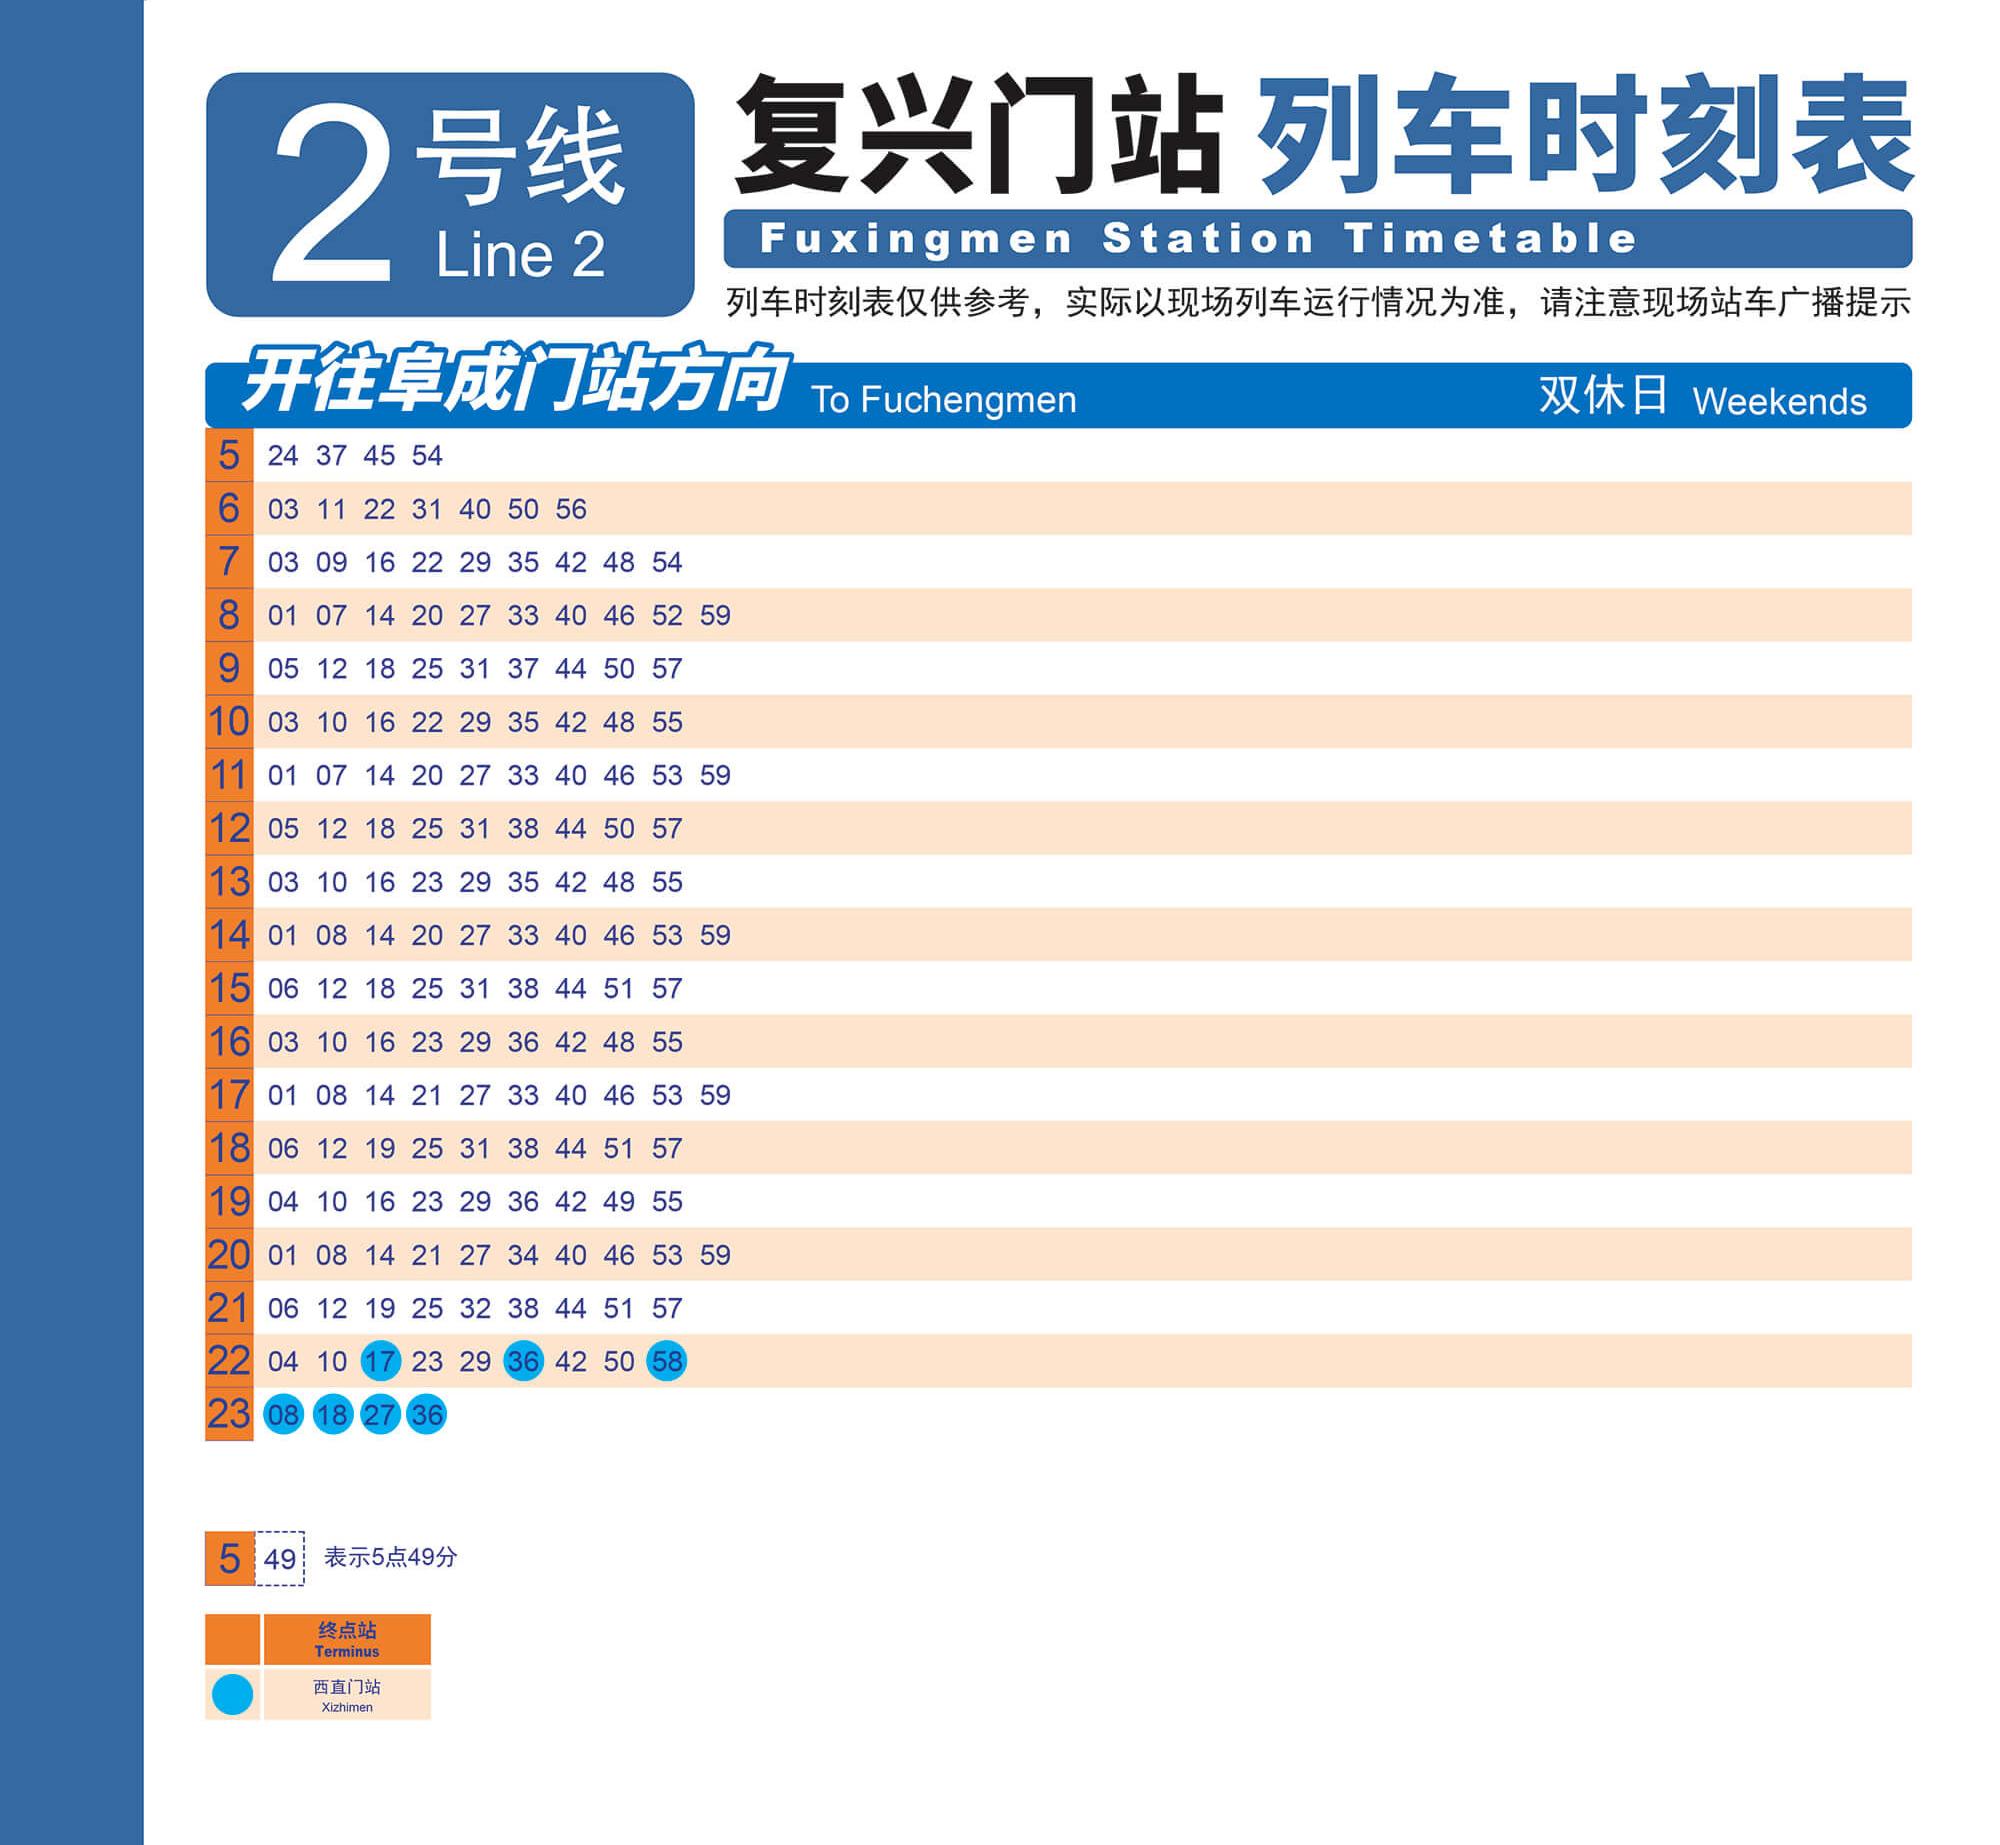 2号线
Line 2
复兴门站 列车时刻表
Fuxingmen Station Timetable
列车时刻表仅供参考，实际以现场列车运行情况为准，请注意现场站车广播提示
开往阜成门站方向 To Fuchengmen 双休日 Weekends
5 24 37 45 54
6 03 11 22 31 40 50 56
7 03 09 16 22 29 35 42 48 54
8 01 07 14 20 27 33 40 46 52 59
9 05 12 18 25 31 37 44 50 57
10 03 10 16 22 29 35 42 48 55
11 01 07 14 20 27 33 40 46 53 59
12 05 12 18 25 31 38 44 50 57
13 03 10 16 23 29 35 42 48 55
14 01 08 14 20 27 33 40 46 53 59
15 06 12 18 25 31 38 44 51 57
16 03 10 16 23 29 36 42 48 55
17 01 08 14 21 27 33 40 46 53 59
18 06 12 19 25 31 38 44 51 57
19 04 10 16 23 29 36 42 49 55
20 01 08 14 21 27 34 40 46 53 59
21 06 12 19 25 32 38 44 51 57
22 04 10 17 23 29 36 42 50 58
23 08 18 27 36
5 49 表示5点49分
终点站
Terminus
西直门站
Xizhimen